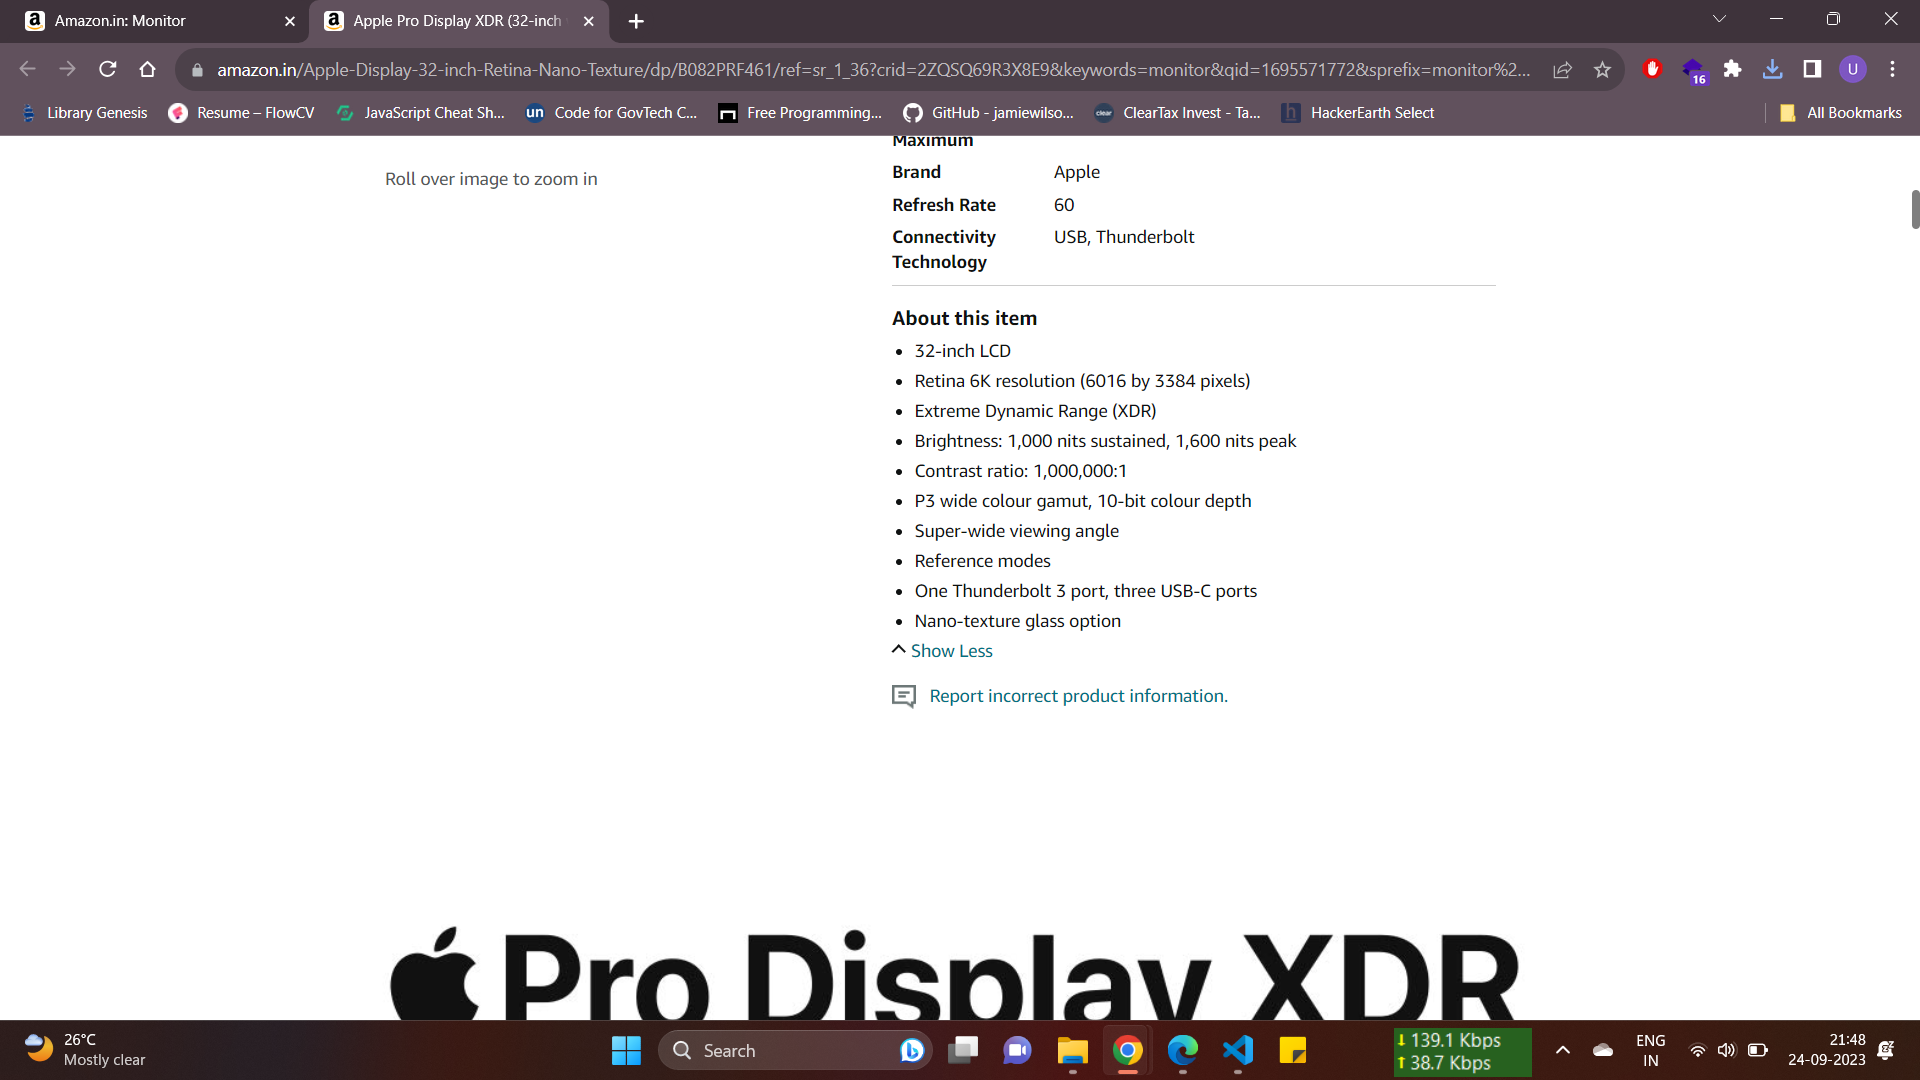 Amazon.in: Monitor
Apple Pro Display XDR (32-inch
amazon.in/Apple-Display-32-inch-Retina-Nano-Texture/dp/B082PRF461/ref=sr_1_36?crid=2ZQSQ69R3X8E9&keywords=monitor&qid=1695571772&sprefix=monitor%2...
16
U
Library Genesis
Resume – FlowCV
JavaScript Cheat Sh...
un
Code for GovTech C...
Free Programming...
GitHub - jamiewilso...
clear
ClearTax Invest - Ta...
h
HackerEarth Select
All Bookmarks
Roll over image to zoom in
Maximum
Brand Apple
Refresh Rate 60
Connectivity USB, Thunderbolt
Technology
About this item
32-inch LCD
Retina 6K resolution (6016 by 3384 pixels)
Extreme Dynamic Range (XDR)
Brightness: 1,000 nits sustained, 1,600 nits peak
Contrast ratio: 1,000,000:1
P3 wide colour gamut, 10-bit colour depth
Super-wide viewing angle
Reference modes
One Thunderbolt 3 port, three USB-C ports
Nano-texture glass option
Show Less
Report incorrect product information.
Pro Display XDR
26°C
Mostly clear
Search
139.1 Kbps
38.7 Kbps
ENG
IN
21:48
24-09-2023